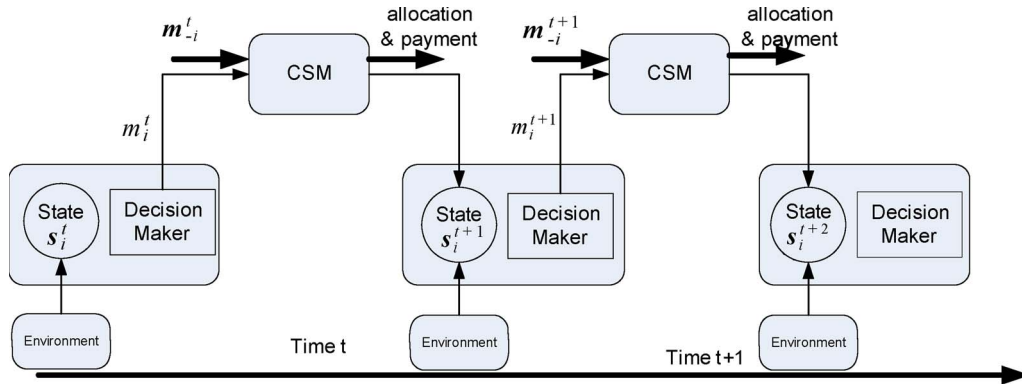 m_{-i}^{t}
CSM
allocation
& payment
m_i^{t}
State
s_i^{t}
Decision
Maker
Environment
m_{-i}^{t+1}
CSM
allocation
& payment
m_i^{t+1}
State
s_i^{t+1}
Decision
Maker
Environment
State
s_i^{t+2}
Decision
Maker
Environment
Time t
Time t+1